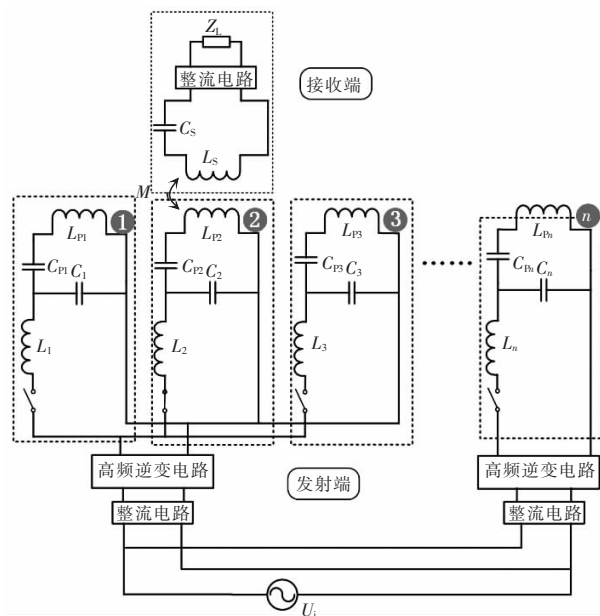 Z_L
整流电路
接收端
C_S
L_S
M
1
2
3
n
L_P1
L_P2
L_P3
L_Pn
C_P1
C_1
C_P2
C_2
C_P3
C_3
C_Pn
C_n
……
L_1
L_2
L_3
L_n
高频逆变电路
发射端
高频逆变电路
整流电路
整流电路
U_i